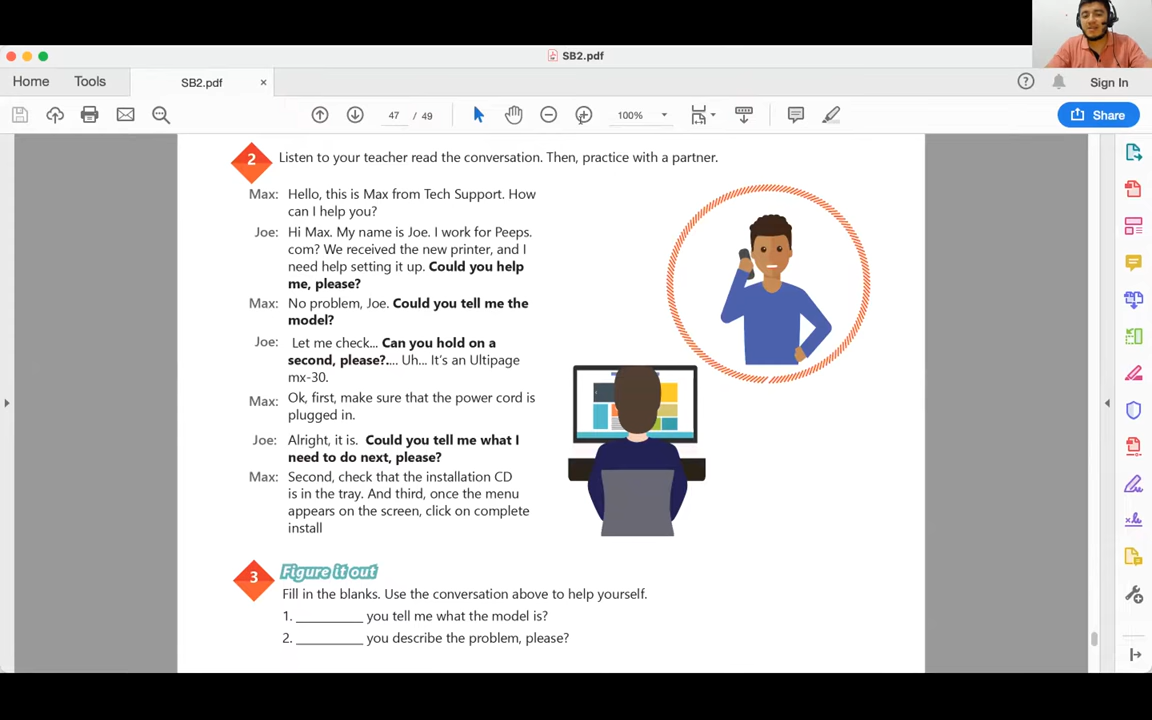 SB2.pdf
Home
Tools
SB2.pdf
×
Sign In
47 / 49
100%
Share
2
Listen to your teacher read the conversation. Then, practice with a partner.
Max: Hello, this is Max from Tech Support. How
can I help you?
Joe: Hi Max. My name is Joe. I work for Peeps.
com? We received the new printer, and I
need help setting it up. Could you help
me, please?
Max: No problem, Joe. Could you tell me the
model?
Joe: Let me check... Can you hold on a
second, please?.... Uh... It's an Ultipage
mx-30.
Max: Ok, first, make sure that the power cord is
plugged in.
Joe: Alright, it is. Could you tell me what I
need to do next, please?
Max: Second, check that the installation CD
is in the tray. And third, once the menu
appears on the screen, click on complete
install
3
Figure it out
Fill in the blanks. Use the conversation above to help yourself.
1. _________ you tell me what the model is?
2. _________ you describe the problem, please?